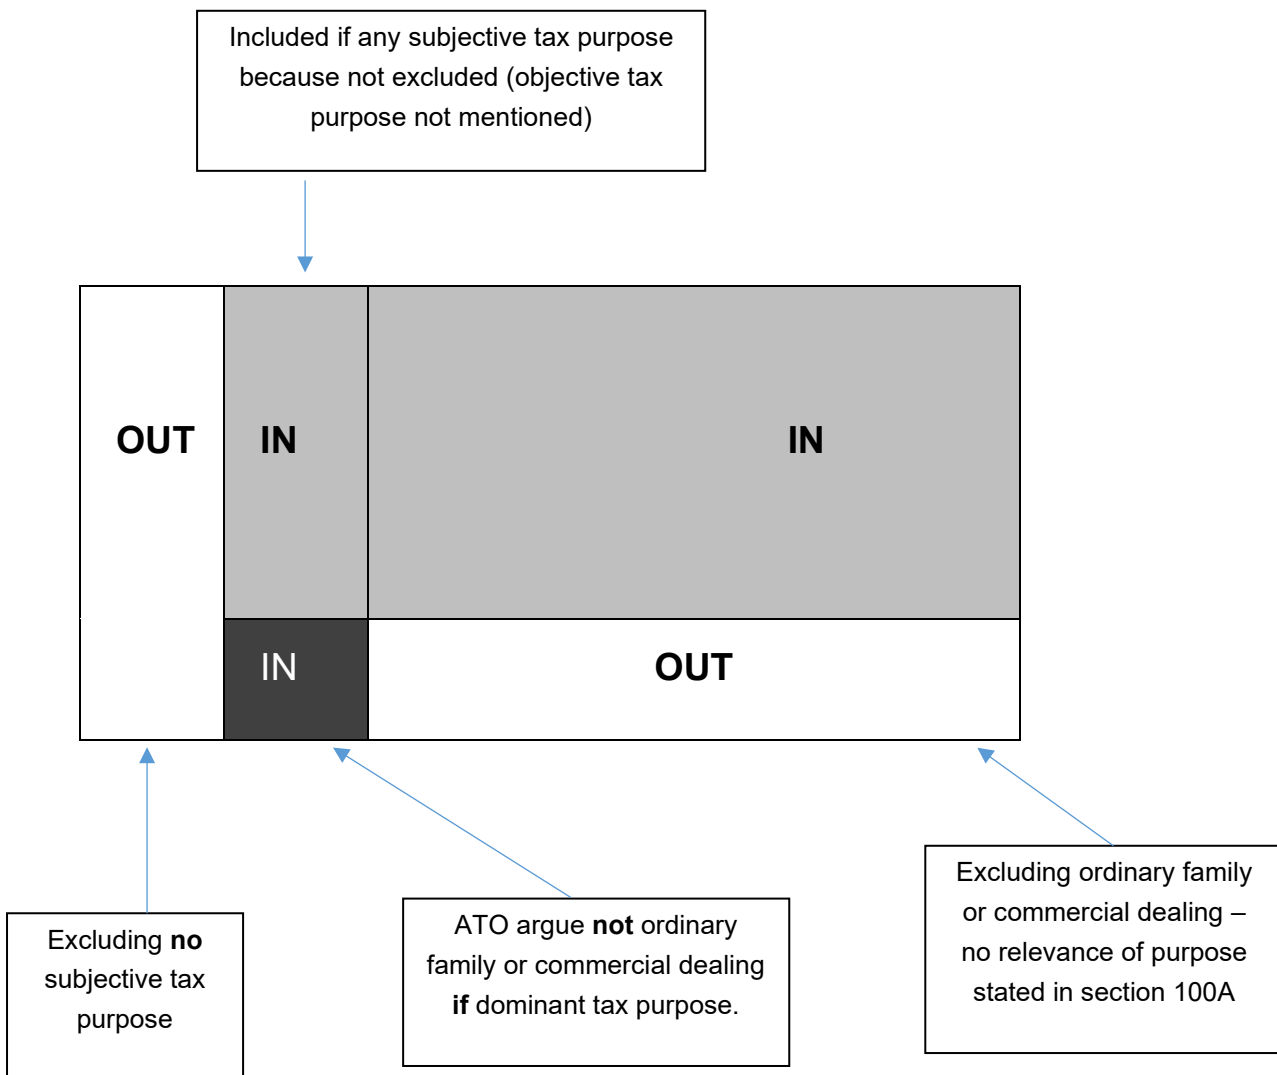 Included if any subjective tax purpose
because not excluded (objective tax
purpose not mentioned)
OUT
IN
IN
IN
OUT
Excluding no
subjective tax
purpose
ATO argue not ordinary
family or commercial dealing
if dominant tax purpose.
Excluding ordinary family
or commercial dealing –
no relevance of purpose
stated in section 100A